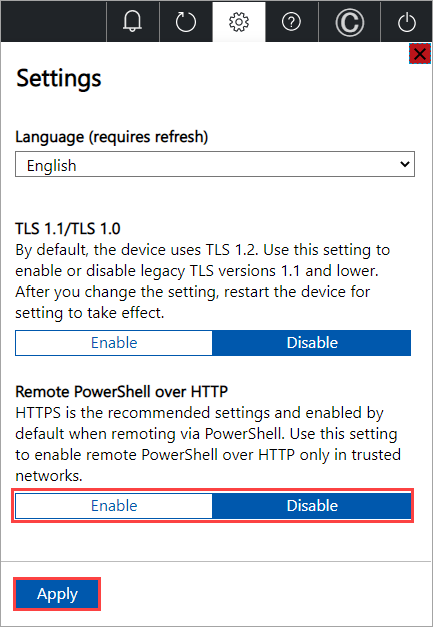 Settings
Language (requires refresh)
English
TLS 1.1/TLS 1.0
By default, the device uses TLS 1.2. Use this setting to
enable or disable legacy TLS versions 1.1 and lower.
After you change the setting, restart the device for
setting to take effect.
Enable Disable
Remote PowerShell over HTTP
HTTPS is the recommended settings and enabled by
default when remoting via PowerShell. Use this setting
to enable remote PowerShell over HTTP only in trusted
networks.
Enable Disable
Apply